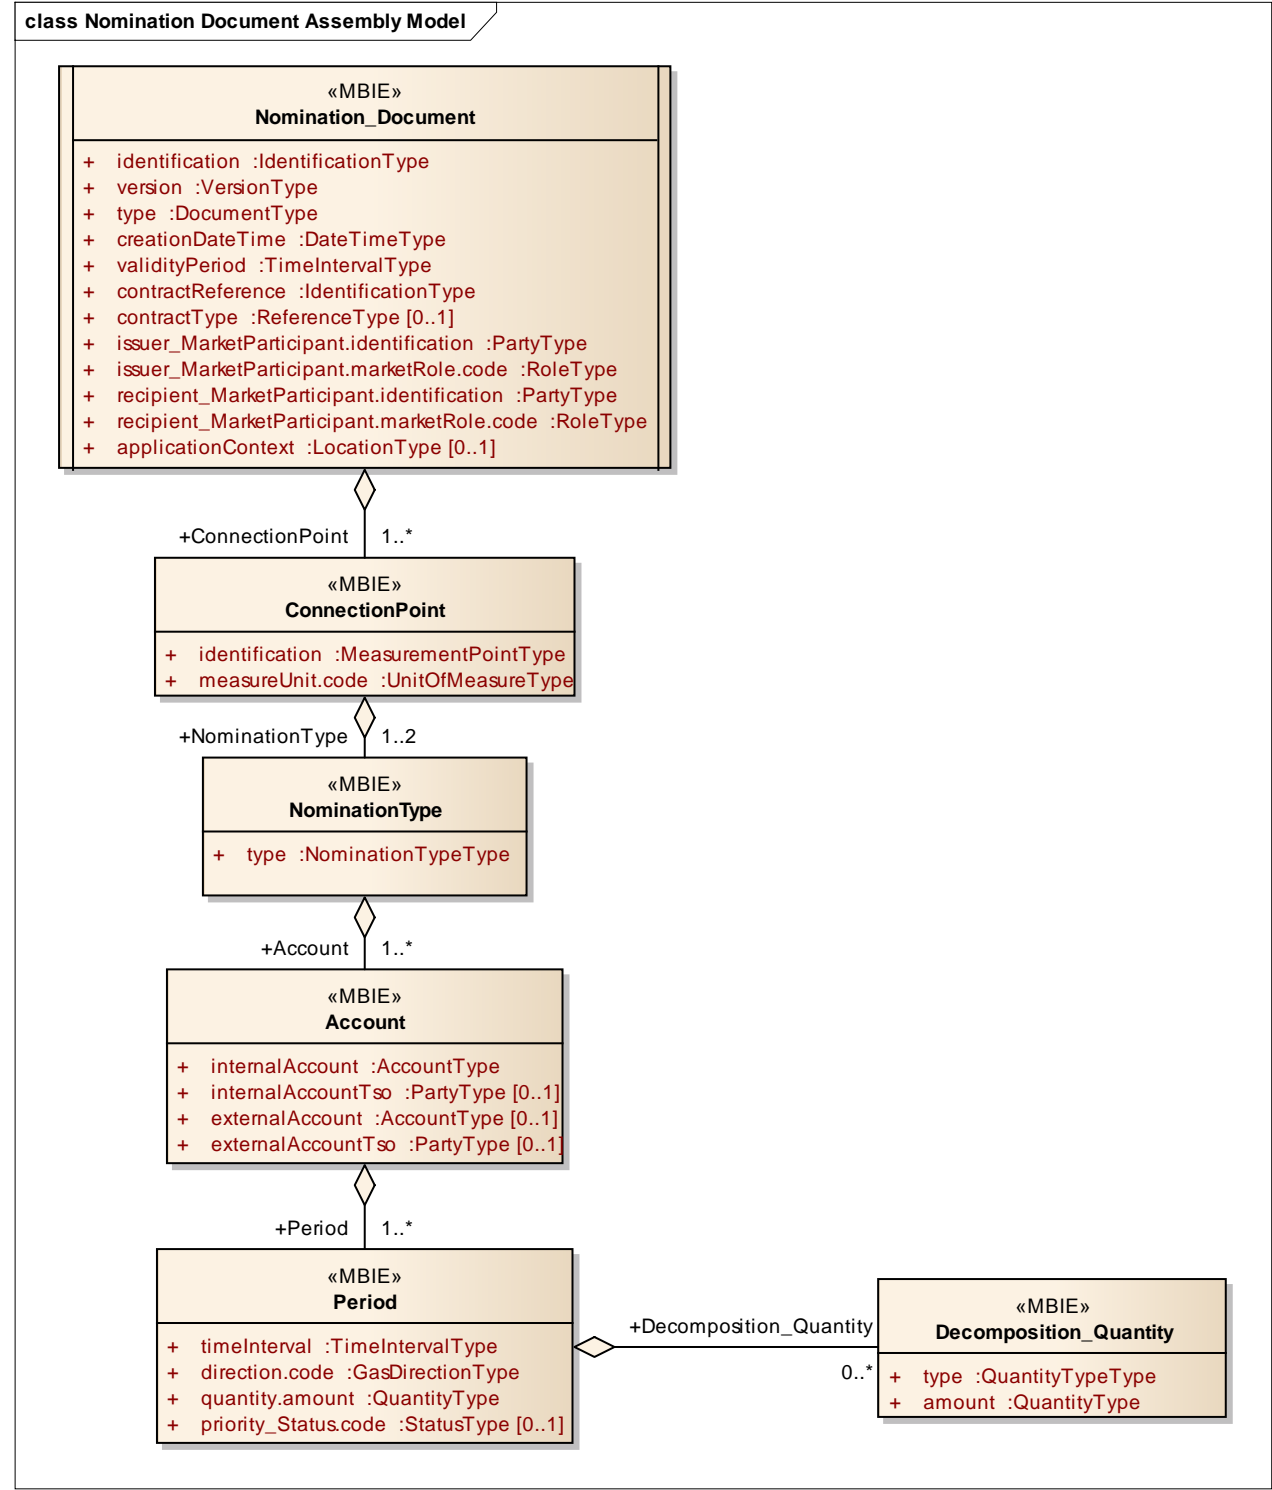 class Nomination Document Assembly Model
«MBIE»
Nomination_Document
+ identification :IdentificationType
+ version :VersionType
+ type :DocumentType
+ creationDateTime :DateTimeType
+ validityPeriod :TimeIntervalType
+ contractReference :IdentificationType
+ contractType :ReferenceType [0..1]
+ issuer_MarketParticipant.identification :PartyType
+ issuer_MarketParticipant.marketRole.code :RoleType
+ recipient_MarketParticipant.identification :PartyType
+ recipient_MarketParticipant.marketRole.code :RoleType
+ applicationContext :LocationType [0..1]
+ConnectionPoint 1..*
«MBIE»
ConnectionPoint
+ identification :MeasurementPointType
+ measureUnit.code :UnitOfMeasureType
+NominationType 1..2
«MBIE»
NominationType
+ type :NominationTypeType
+Account 1..*
«MBIE»
Account
+ internalAccount :AccountType
+ internalAccountTso :PartyType [0..1]
+ externalAccount :AccountType [0..1]
+ externalAccountTso :PartyType [0..1]
+Period 1..*
«MBIE»
Period
+ timeInterval :TimeIntervalType
+ direction.code :GasDirectionType
+ quantity.amount :QuantityType
+ priority_Status.code :StatusType [0..1]
+Decomposition_Quantity
0..*
«MBIE»
Decomposition_Quantity
+ type :QuantityTypeType
+ amount :QuantityType